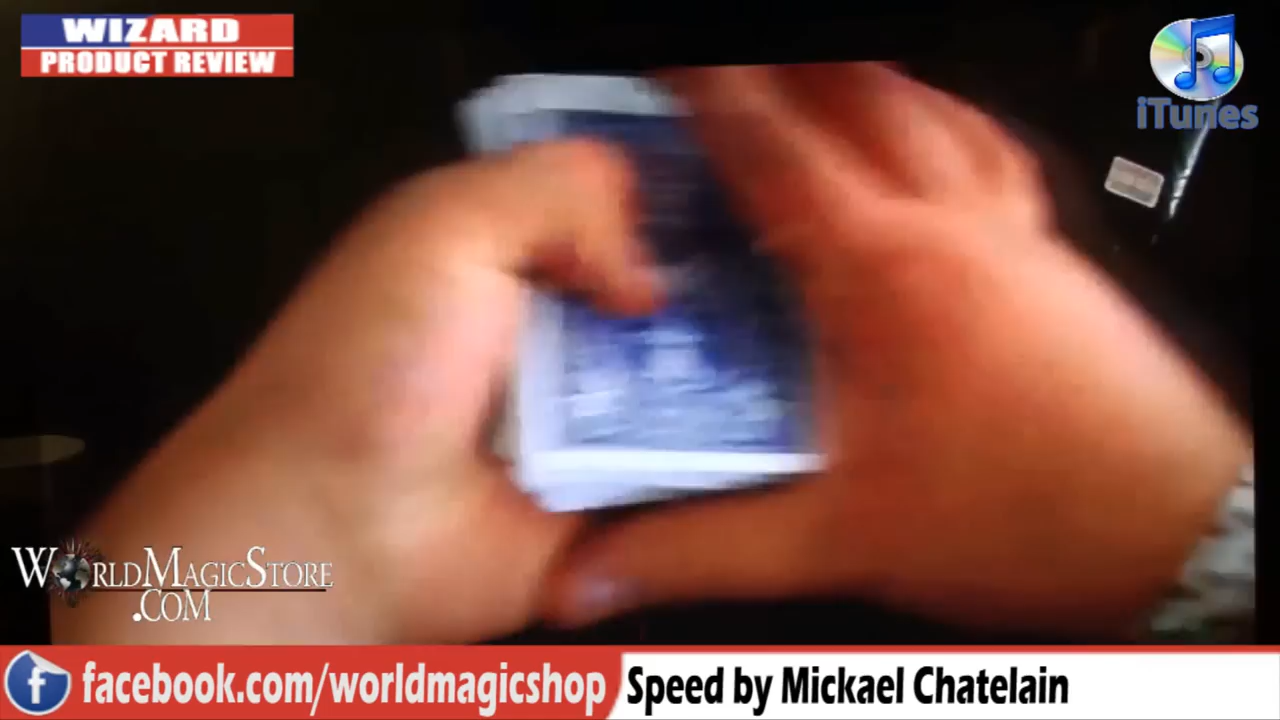 WIZARD
PRODUCT REVIEW
iTunes
WORLDMAGICSTORE
.COM
facebook.com/worldmagicshop
Speed by Mickael Chatelain